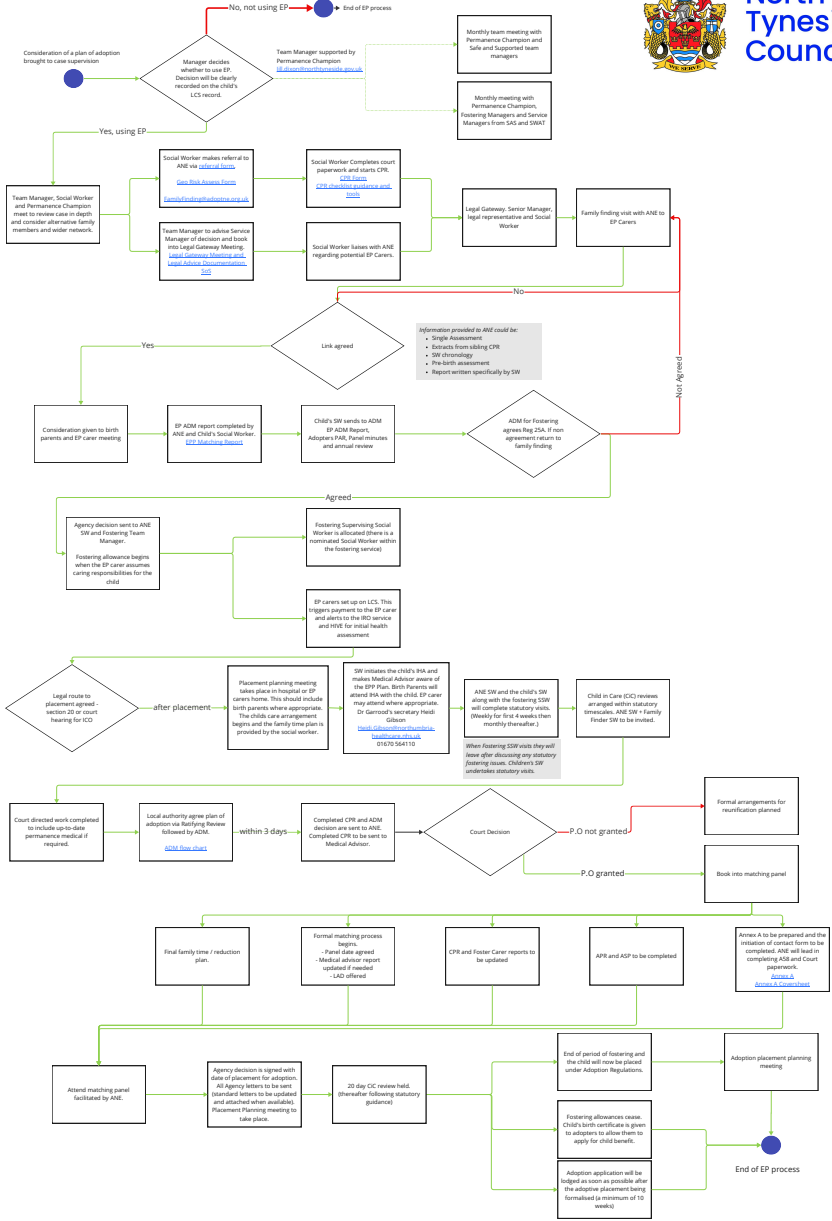 No, not using EP
End of EP process
North
Tynes
Counc
WE SERVE
Consideration of a plan of adoption
brought to case supervision
Manager decides
whether to use EP.
Decision will be clearly
recorded on the child's
LCS record.
Team Manager supported by
Permanence Champion
jill.dixon@northtyneside.gov.uk
Monthly team meeting with
Permanence Champion and
Safe and Supported team
managers
Monthly meeting with
Permanence Champion,
Fostering Managers and Service
Managers from SAS and SWAT
Yes, using EP
Team Manager, Social Worker
and Permanence Champion
meet to review case in depth
and consider alternative family
members and wider network.
Social Worker makes referral to
ANE via referral form.
Geo Risk Assess Form
FamilyFinding@adoptne.org.uk
Social Worker Completes court
paperwork and starts CPR.
CPR Form
CPR checklist guidance and
tools
Team Manager to advise Service
Manager of decision and book
into Legal Gateway Meeting.
Legal Gateway Meeting and
Legal Advice Documentation
SoS
Social Worker liaises with ANE
regarding potential EP Carers.
Legal Gateway. Senior Manager,
legal representative and Social
Worker
Family finding visit with ANE to
EP Carers
No
Link agreed
Information provided to ANE could be:
• Single Assessment
• Extracts from sibling CPR
• SW chronology
• Pre-birth assessment
• Report written specifically by SW
Yes
Not Agreed
Consideration given to birth
parents and EP carer meeting
EP ADM report completed by
ANE and Child's Social Worker.
EPP Matching Report
Child's SW sends to ADM
EP ADM Report,
Adopters PAR, Panel minutes
and annual review
ADM for Fostering
agrees Reg 25A. If non
agreement return to
family finding
Agreed
Agency decision sent to ANE
SW and Fostering Team
Manager.
Fostering allowance begins
when the EP carer assumes
caring responsibilities for the
child
Fostering Supervising Social
Worker is allocated (there is a
nominated Social Worker within
the fostering service)
EP carers set up on LCS. This
triggers payment to the EP carer
and alerts to the IRO service
and HIVE for initial health
assessment
Legal route to
placement agreed -
section 20 or court
hearing for ICO
after placement
Placement planning meeting
takes place in hospital or EP
carers home. This should include
birth parents where appropriate.
The childs care arrangement
begins and the family time plan is
provided by the social worker.
SW initiates the child's IHA and
makes Medical Advisor aware of
the EPP Plan. Birth Parents will
attend IHA with the child. EP carer
may attend where appropriate.
Dr Garrood's secretary Heidi
Gibson
Heidi.Gibson@northumbria-
healthcare.nhs.uk
01670 564110
ANE SW and the child's SW
along with the fostering SSW
will complete statutory visits.
(Weekly for first 4 weeks then
monthly thereafter.)
When Fostering SSW visits they will
leave after discussing any statutory
fostering issues. Children's SW
undertakes statutory visits.
Child in Care (CiC) reviews
arranged within statutory
timescales. ANE SW + Family
Finder SW to be invited.
Court directed work completed
to include up-to-date
permanence medical if
required.
Local authority agree plan of
adoption via Ratifying Review
followed by ADM.
ADM flow chart
within 3 days
Completed CPR and ADM
decision are sent to ANE.
Completed CPR to be sent to
Medical Advisor.
Court Decision
P.O not granted
Formal arrangements for
reunification planned
P.O granted
Book into matching panel
Final family time / reduction
plan.
Formal matching process
begins.
- Panel date agreed
- Medical advisor report
updated if needed
- LAD offered
CPR and Foster Carer reports to
be updated
APR and ASP to be completed
Annex A to be prepared and the
initiation of contact form to be
completed. ANE will lead in
completing A58 and Court
paperwork.
Annex A
Annex A Coversheet
Attend matching panel
facilitated by ANE.
Agency decision is signed with
date of placement for adoption.
All Agency letters to be sent
(standard letters to be updated
and attached when available).
Placement Planning meeting to
take place.
20 day CiC review held.
(thereafter following statutory
guidance)
End of period of fostering and
the child will now be placed
under Adoption Regulations.
Adoption placement planning
meeting
Fostering allowances cease.
Child's birth certificate is given
to adopters to allow them to
apply for child benefit.
Adoption application will be
lodged as soon as possible after
the adoptive placement being
formalised (a minimum of 10
weeks)
End of EP process